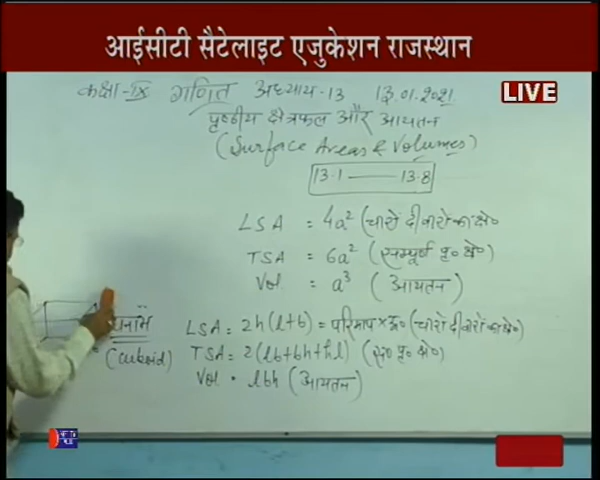 आईसीटी सैटेलाइट एजुकेशन राजस्थान
LIVE
कक्षा-IX गणित अध्याय-13 13.01.2021
पृष्ठीय क्षेत्रफल और आयतन
(Surface Areas & Volumes)
13.1 —— 13.8
LSA = 4a² (चारों दीवारों का क्षे०
TSA = 6a² (सम्पूर्ण पृ० क्षे०)
Vol = a³ (आयतन)
LSA = 2h(l+b) = परिमाप × ऊ० (चारों दीवारों का क्षे०)
(Cuboid) TSA = 2(lb+bh+hl) (स० पृ० क्षे०)
Vol. lbh (आयतन)